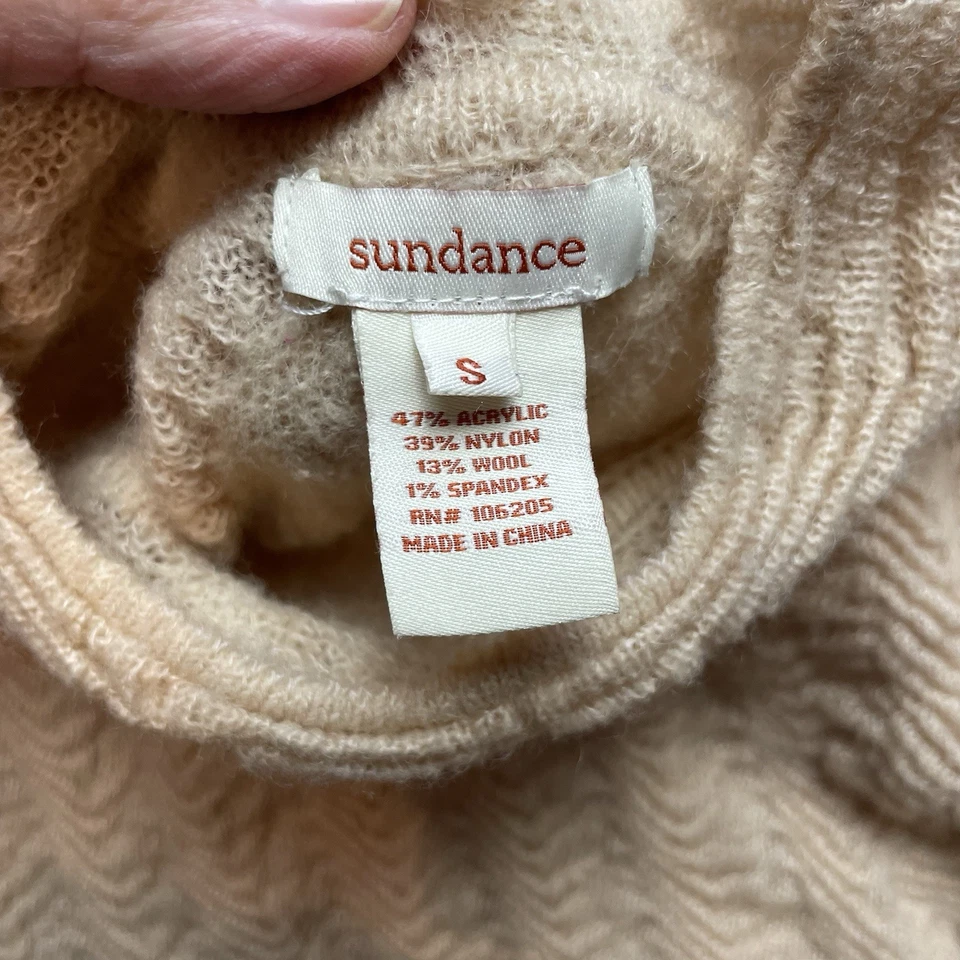 sundance
S
47% ACRYLIC
39% NYLON
13% WOOL
1% SPANDEX
RN# 106205
MADE IN CHINA